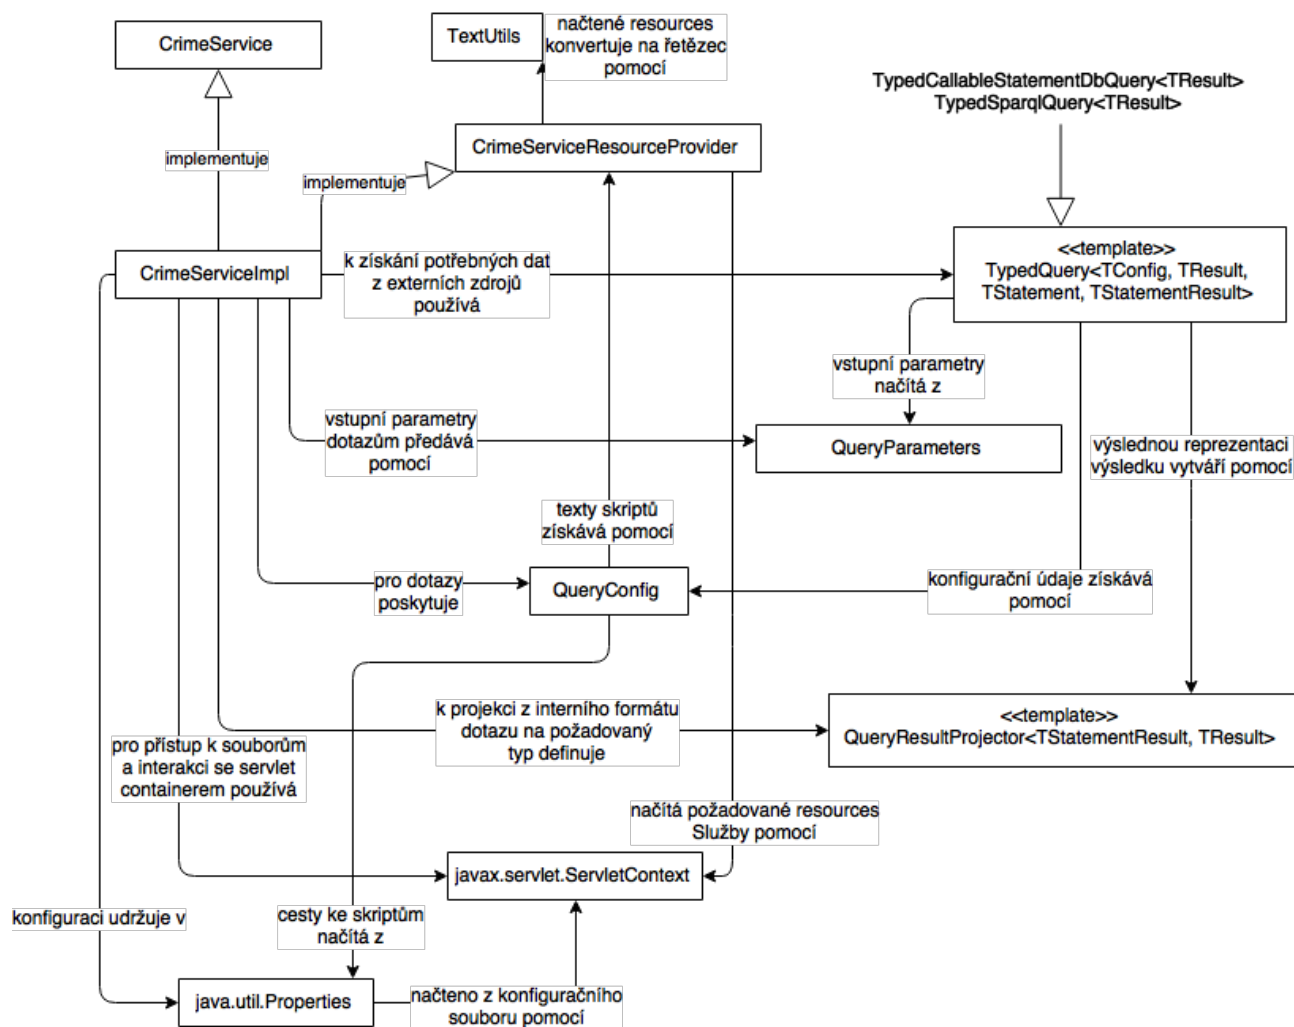 CrimeService
TextUtils
načtené resources
konvertuje na řetězec
pomocí
TypedCallableStatementDbQuery<TResult>
TypedSparqlQuery<TResult>
implementuje
CrimeServiceResourceProvider
implementuje
CrimeServiceImpl
k získání potřebných dat
z externích zdrojů
používá
<<template>>
TypedQuery<TConfig, TResult,
TStatement, TStatementResult>
vstupní parametry
načítá z
vstupní parametry
dotazům předává
pomocí
QueryParameters
výslednou reprezentaci
výsledku vytváří pomocí
texty skriptů
získává pomocí
pro dotazy
poskytuje
QueryConfig
konfigurační údaje získává
pomocí
k projekci z interního formátu
dotazu na požadovaný
typ definuje
<<template>>
QueryResultProjector<TStatementResult, TResult>
pro přístup k souborům
a interakci se servlet
containerem používá
načítá požadované resources
Služby pomocí
javax.servlet.ServletContext
konfiguraci udržuje v
cesty ke skriptům
načítá z
java.util.Properties
načteno z konfiguračního
souboru pomocí